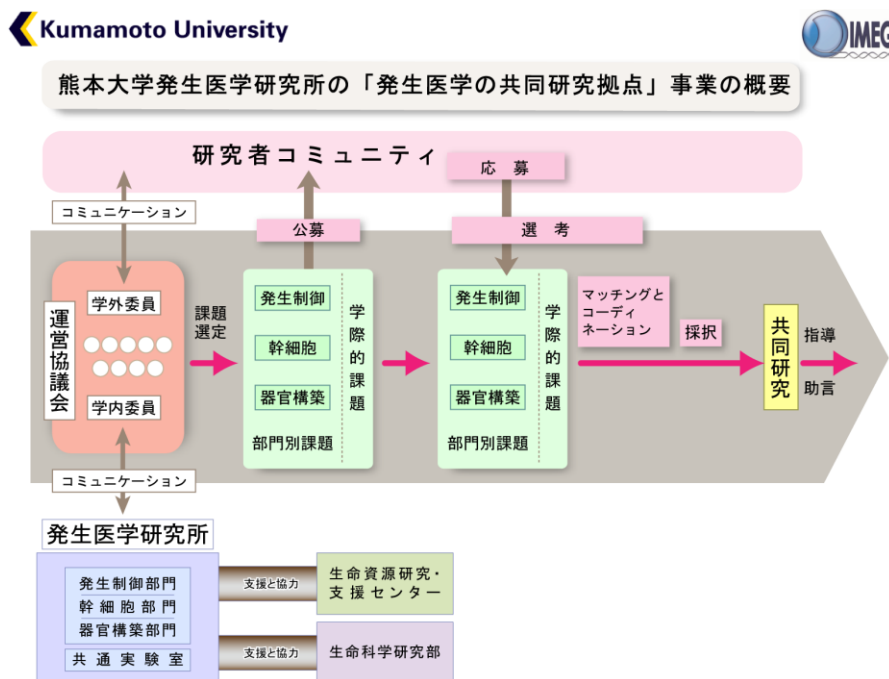 Kumamoto University
IMEG
熊本大学発生医学研究所の「発生医学の共同研究拠点」事業の概要
研究者コミュニティ
応募
コミュニケーション
公募
選考
運営協議会
学外委員
学内委員
課題
選定
発生制御
幹細胞
器官構築
部門別課題
学際的課題
発生制御
幹細胞
器官構築
部門別課題
学際的課題
マッチングと
コーディ
ネーション
採択
共同研究
指導
助言
コミュニケーション
発生医学研究所
発生制御部門
幹細胞部門
器官構築部門
共通実験室
支援と協力
生命資源研究・
支援センター
支援と協力
生命科学研究部